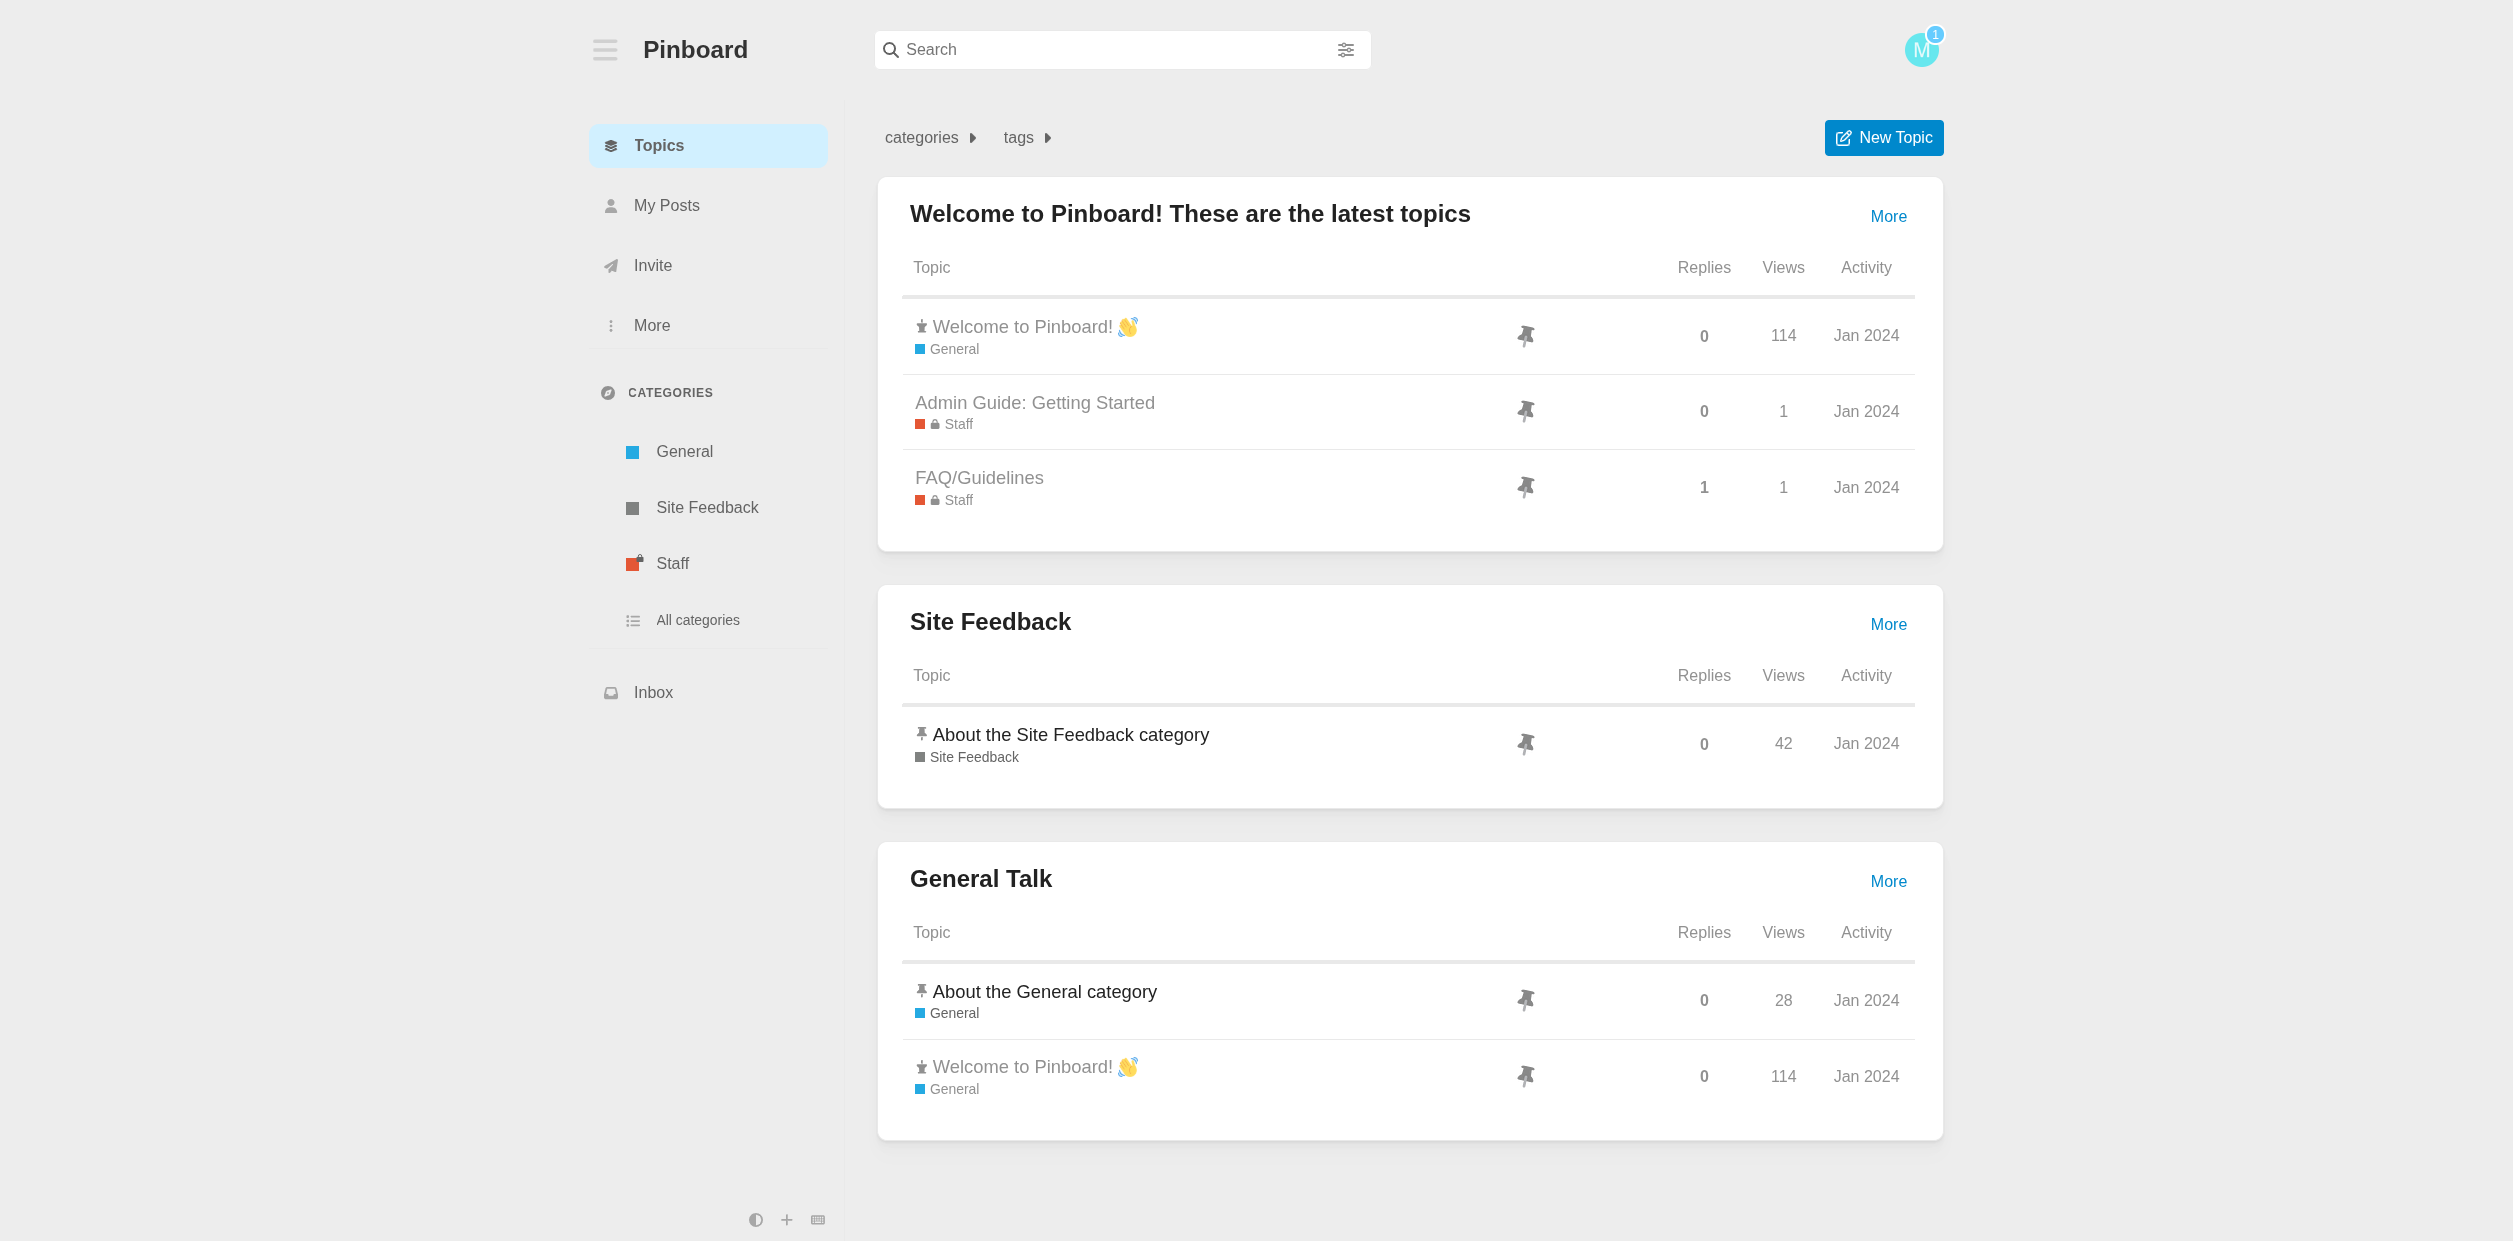 Pinboard
Search
M
1
Topics
My Posts
Invite
More
CATEGORIES
General
Site Feedback
Staff
All categories
Inbox
categories
tags
New Topic
Welcome to Pinboard! These are the latest topics
More
Topic Replies Views Activity
Welcome to Pinboard! 👋
General
0 114 Jan 2024
Admin Guide: Getting Started
Staff
0 1 Jan 2024
FAQ/Guidelines
Staff
1 1 Jan 2024
Site Feedback
More
Topic Replies Views Activity
About the Site Feedback category
Site Feedback
0 42 Jan 2024
General Talk
More
Topic Replies Views Activity
About the General category
General
0 28 Jan 2024
Welcome to Pinboard! 👋
General
0 114 Jan 2024